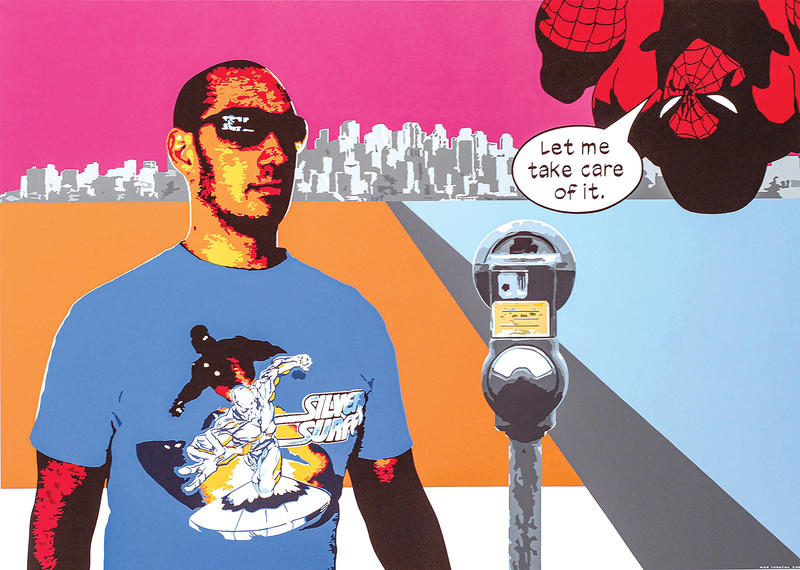 Let me
take care
of it.
SILVER
SURFER